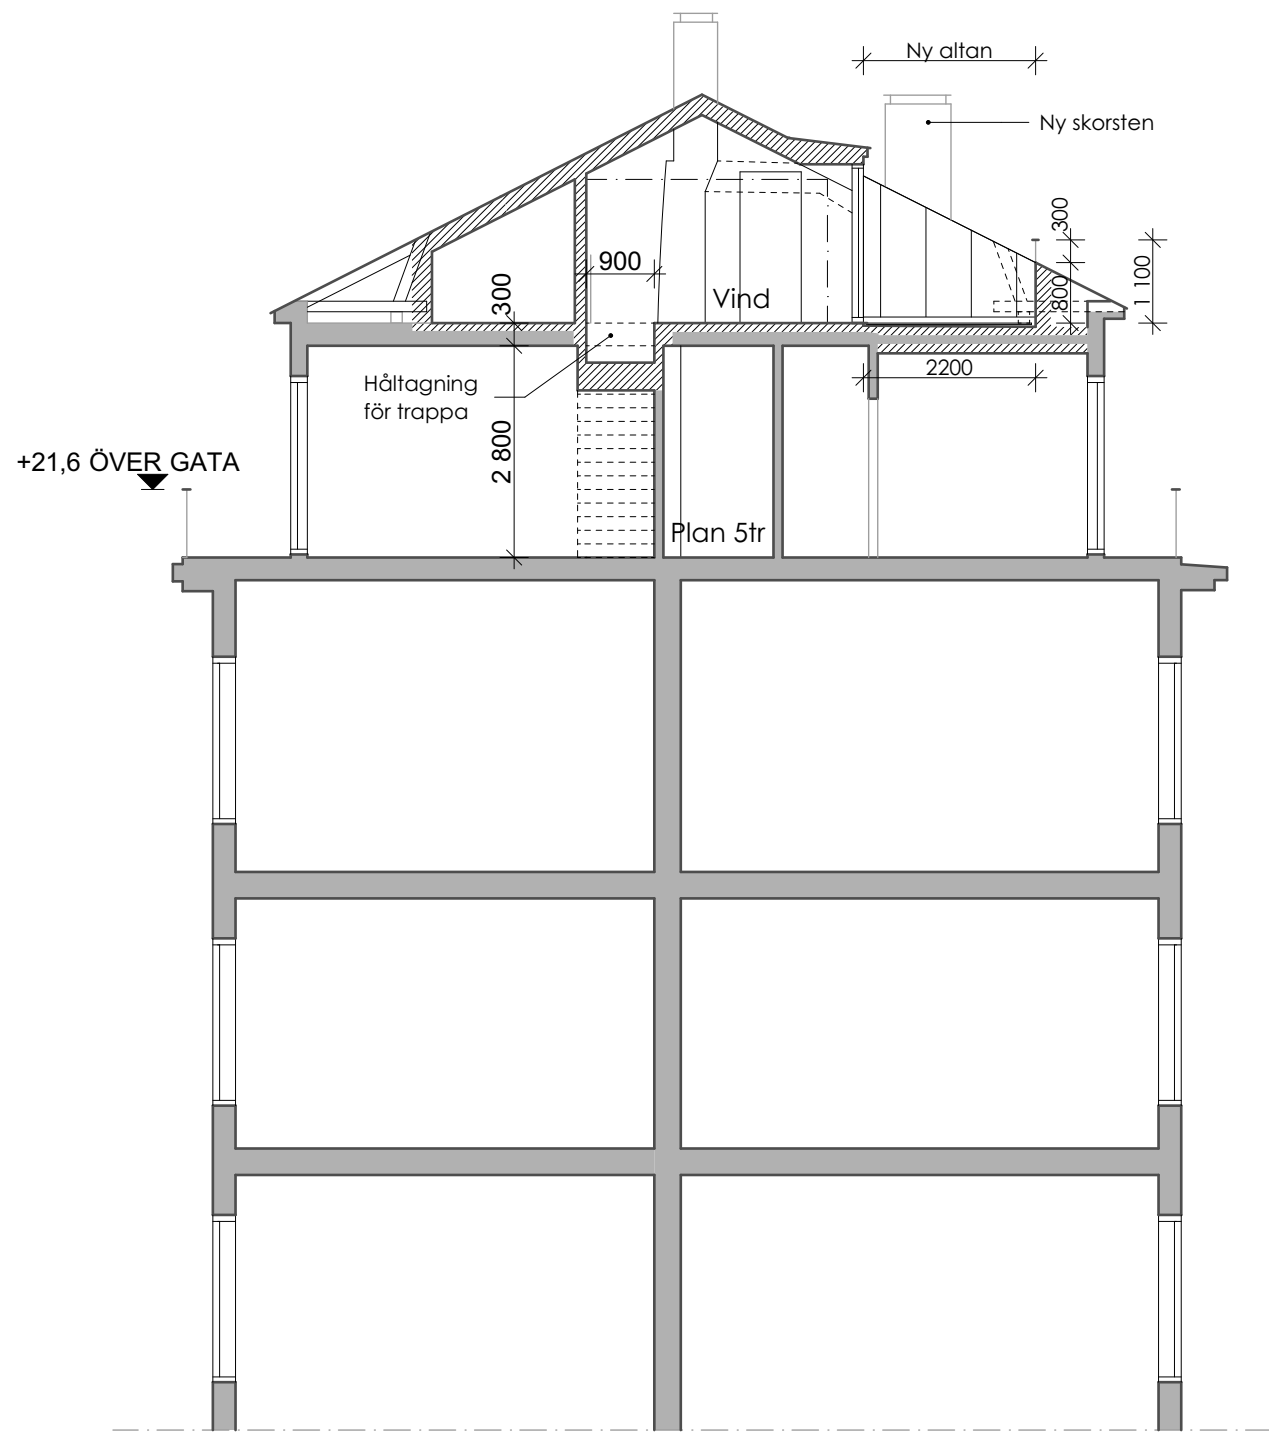 Ny altan
Ny skorsten
300
1 100
800
900
300
Vind
2200
Håltagning
för trappa
2 800
+21,6 ÖVER GATA
Plan 5tr